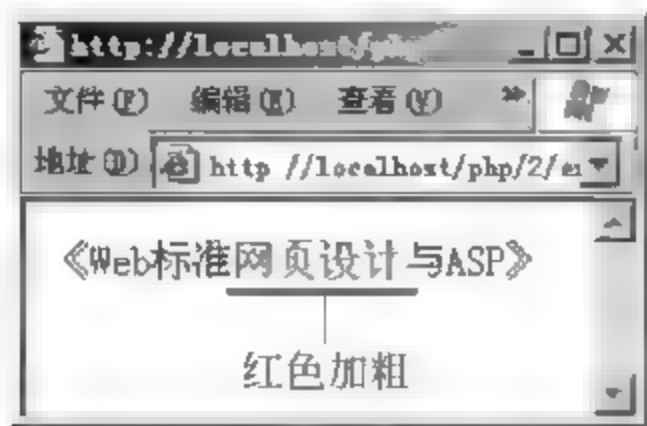 http://localhost/php
文件(F) 编辑(E) 查看(V) »
地址(D) http //localhost/php/2/e
《Web标准网页设计与ASP》
红色加粗